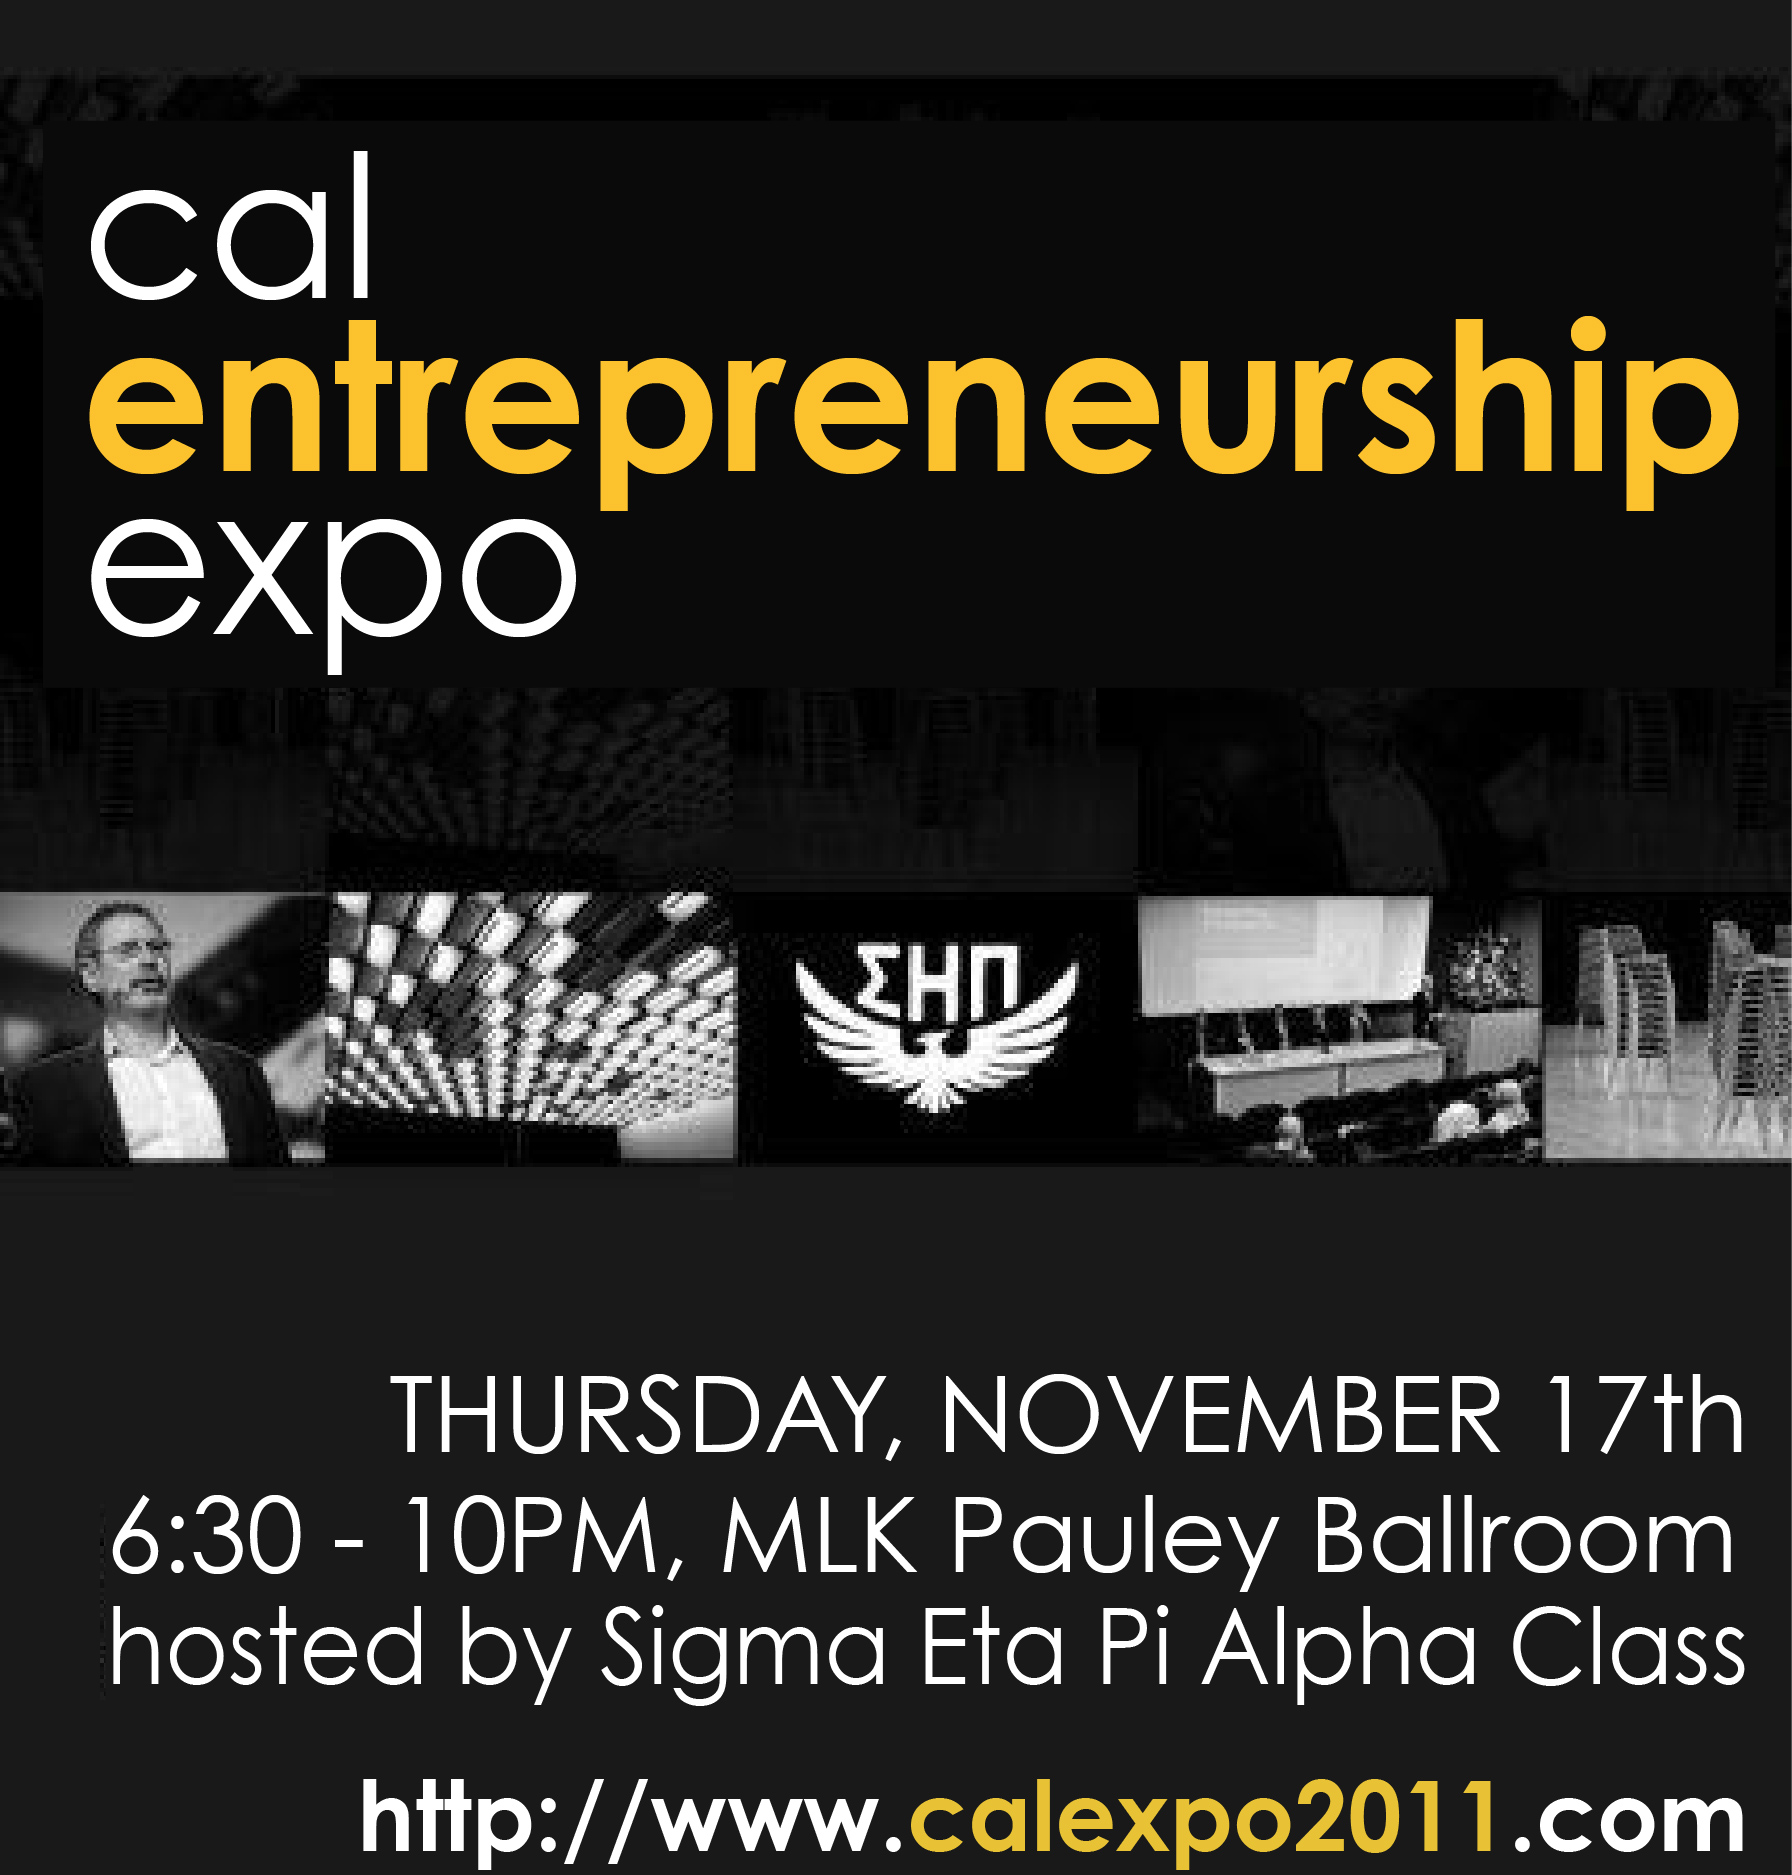 cal
entrepreneurship
expo
ΣΗΠ
THURSDAY, NOVEMBER 17th
6:30 - 10PM, MLK Pauley Ballroom
hosted by Sigma Eta Pi Alpha Class
http://www.calexpo2011.com